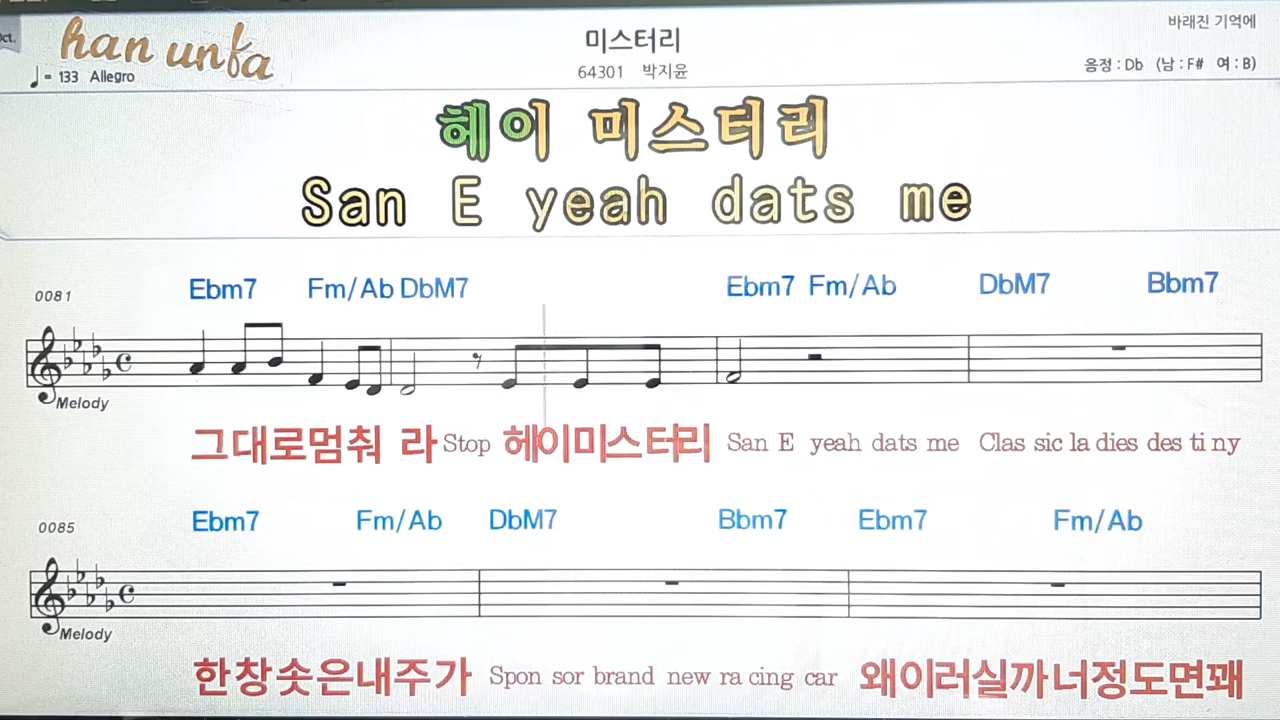 Oct.
han unfa
♩= 133 Allegro
미스터리
64301 박지윤
바래진 기억에
음정 : Db (남 : F# 여 : B)
헤이 미스터리
San E yeah dats me
0081
Ebm7 Fm/Ab DbM7 Ebm7 Fm/Ab DbM7 Bbm7
Melody
그대로멈춰 라 Stop 헤이미스터리 San E yeah dats me Clas sic la dies des ti ny
0085
Ebm7 Fm/Ab DbM7 Bbm7 Ebm7 Fm/Ab
Melody
한창솟은내주가 Spon sor brand new ra cing car 왜이러실까너정도면꽤